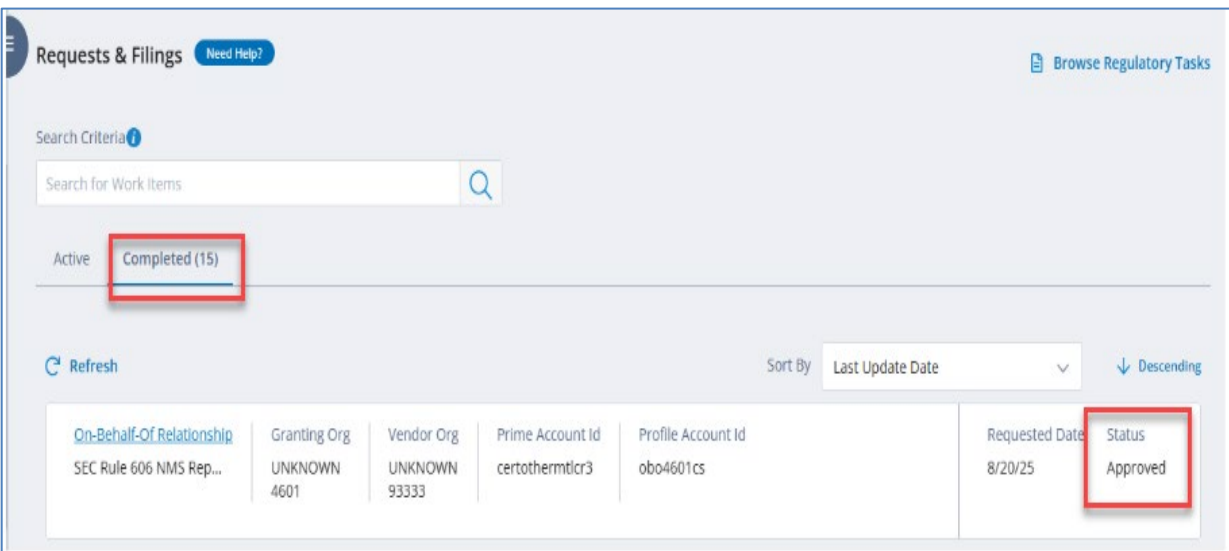 Requests & Filings Need Help?
Browse Regulatory Tasks
Search Criteria
Search for Work Items
Active Completed (15)
Refresh Sort By Last Update Date Descending
On-Behalf-Of Relationship Granting Org Vendor Org Prime Account Id Profile Account Id Requested Date Status
SEC Rule 606 NMS Rep... UNKNOWN UNKNOWN certothermtlcr3 obo4601cs 8/20/25 Approved
4601 93333